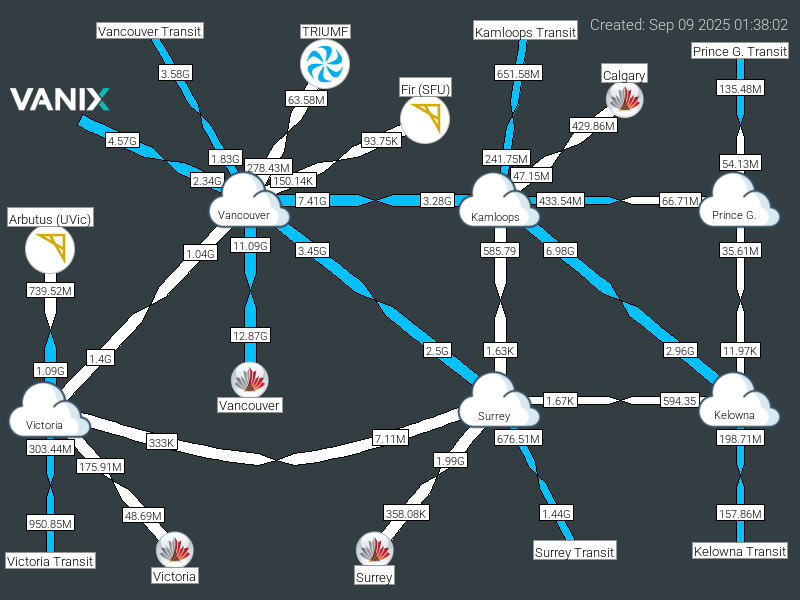 Created: Sep 09 2025 01:38:02
Vancouver Transit
TRIUMF
Kamloops Transit
Prince G. Transit
3.58G
651.58M
Calgary
135.48M
VANIX
63.58M
Fir (SFU)
4.57G
93.75K
429.86M
1.83G
278.43M
241.75M
54.13M
2.34G
150.14K
47.15M
Vancouver
7.41G
3.28G
Kamloops
433.54M
66.71M
Prince G.
Arbutus (UVic)
1.04G
11.09G
3.45G
585.79
6.98G
35.61M
739.52M
12.87G
1.4G
2.5G
1.63K
2.96G
11.97K
1.09G
Vancouver
1.67K
594.35
Victoria
Surrey
Kelowna
303.44M
333K
7.11M
676.51M
198.71M
175.91M
1.99G
950.85M
48.69M
358.08K
1.44G
157.86M
Victoria Transit
Victoria
Surrey
Surrey Transit
Kelowna Transit